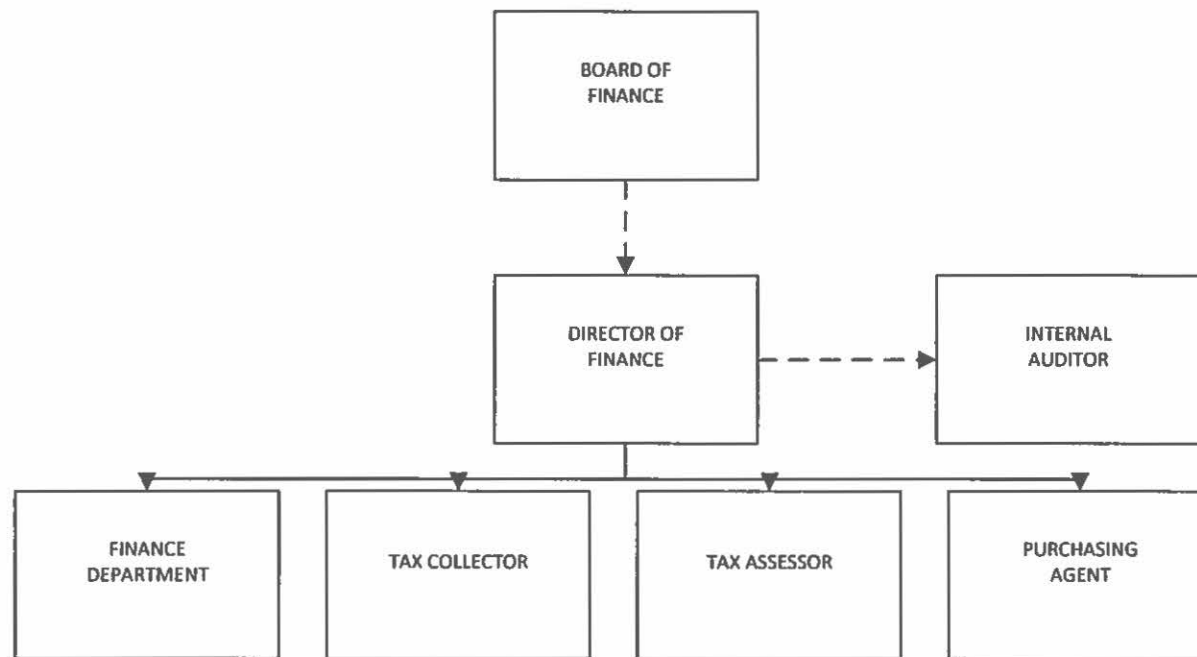 BOARD OF
FINANCE
DIRECTOR OF
FINANCE
INTERNAL
AUDITOR
FINANCE
DEPARTMENT
TAX COLLECTOR
TAX ASSESSOR
PURCHASING
AGENT